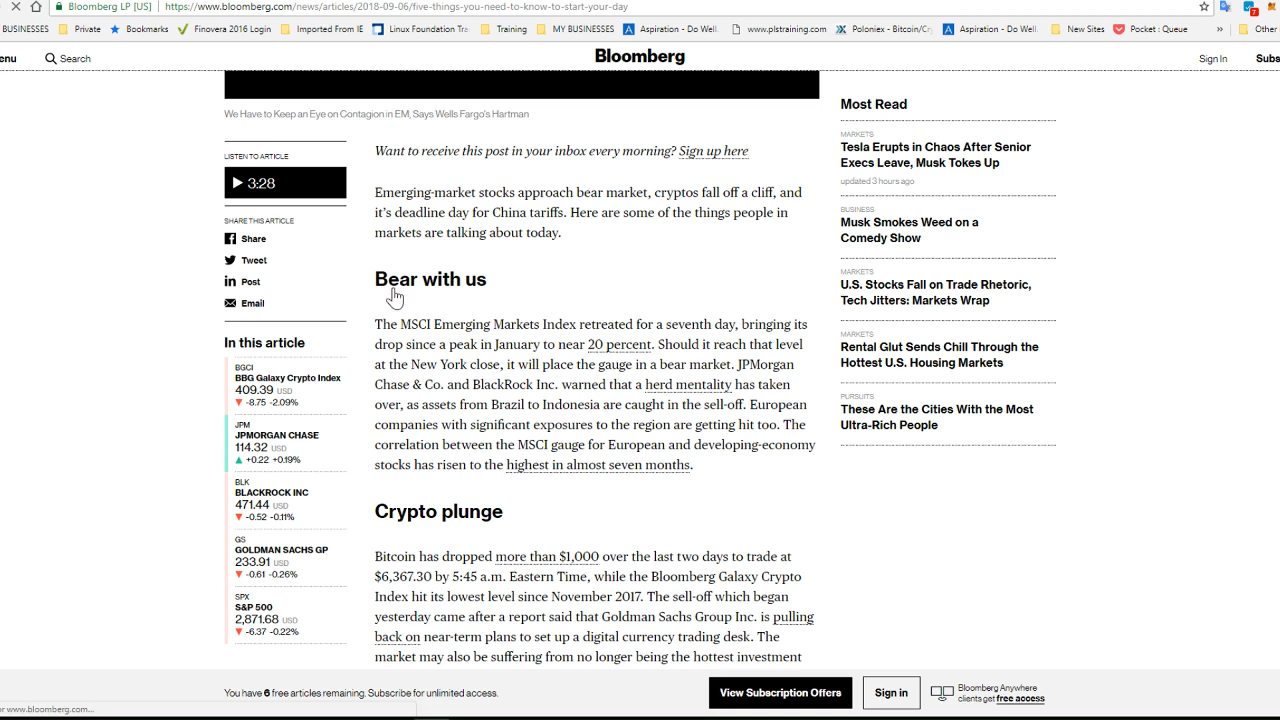 Bloomberg LP [US]
https://www.bloomberg.com/news/articles/2018-09-06/five-things-you-need-to-know-to-start-your-day
7
BUSINESSES
Private
Bookmarks
Finovera 2016 Login
Imported From IE
Linux Foundation Tra
Training
MY BUSINESSES
Aspiration - Do Well
www.plstraining.com
Poloniex - Bitcoin/Cr
Aspiration - Do Well
New Sites
Pocket : Queue
»
Other
enu
Search
Bloomberg
Sign In
Subs
We Have to Keep an Eye on Contagion in EM, Says Wells Fargo's Hartman
LISTEN TO ARTICLE
3:28
SHARE THIS ARTICLE
Share
Tweet
Post
Email
In this article
BGCI
BBG Galaxy Crypto Index
409.39 USD
-8.75 -2.09%
JPM
JPMORGAN CHASE
114.32 USD
+0.22 +0.19%
BLK
BLACKROCK INC
471.44 USD
-0.52 -0.11%
GS
GOLDMAN SACHS GP
233.91 USD
-0.61 -0.26%
SPX
S&P 500
2,871.68 USD
-6.37 -0.22%
Want to receive this post in your inbox every morning? Sign up here
Emerging-market stocks approach bear market, cryptos fall off a cliff, and
it's deadline day for China tariffs. Here are some of the things people in
markets are talking about today.
Bear with us
The MSCI Emerging Markets Index retreated for a seventh day, bringing its
drop since a peak in January to near 20 percent. Should it reach that level
at the New York close, it will place the gauge in a bear market. JPMorgan
Chase & Co. and BlackRock Inc. warned that a herd mentality has taken
over, as assets from Brazil to Indonesia are caught in the sell-off. European
companies with significant exposures to the region are getting hit too. The
correlation between the MSCI gauge for European and developing-economy
stocks has risen to the highest in almost seven months.
Crypto plunge
Bitcoin has dropped more than $1,000 over the last two days to trade at
$6,367.30 by 5:45 a.m. Eastern Time, while the Bloomberg Galaxy Crypto
Index hit its lowest level since November 2017. The sell-off which began
yesterday came after a report said that Goldman Sachs Group Inc. is pulling
back on near-term plans to set up a digital currency trading desk. The
market may also be suffering from no longer being the hottest investment
Most Read
MARKETS
Tesla Erupts in Chaos After Senior
Execs Leave, Musk Tokes Up
updated 3 hours ago
BUSINESS
Musk Smokes Weed on a
Comedy Show
MARKETS
U.S. Stocks Fall on Trade Rhetoric,
Tech Jitters: Markets Wrap
MARKETS
Rental Glut Sends Chill Through the
Hottest U.S. Housing Markets
PURSUITS
These Are the Cities With the Most
Ultra-Rich People
You have 6 free articles remaining. Subscribe for unlimited access.
View Subscription Offers
Sign in
Bloomberg Anywhere
clients get free access
or www.bloomberg.com...